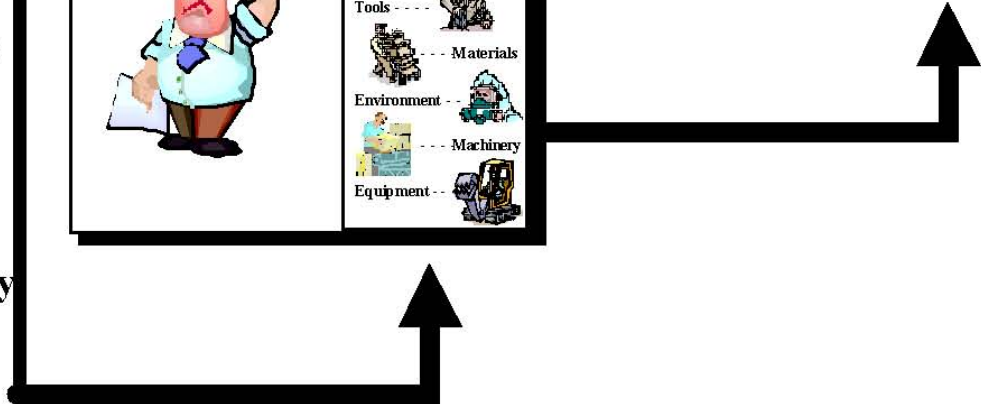 Tools - - - -
- - - Materials
Environment - -
- - - - Machinery
Equipment - -
y